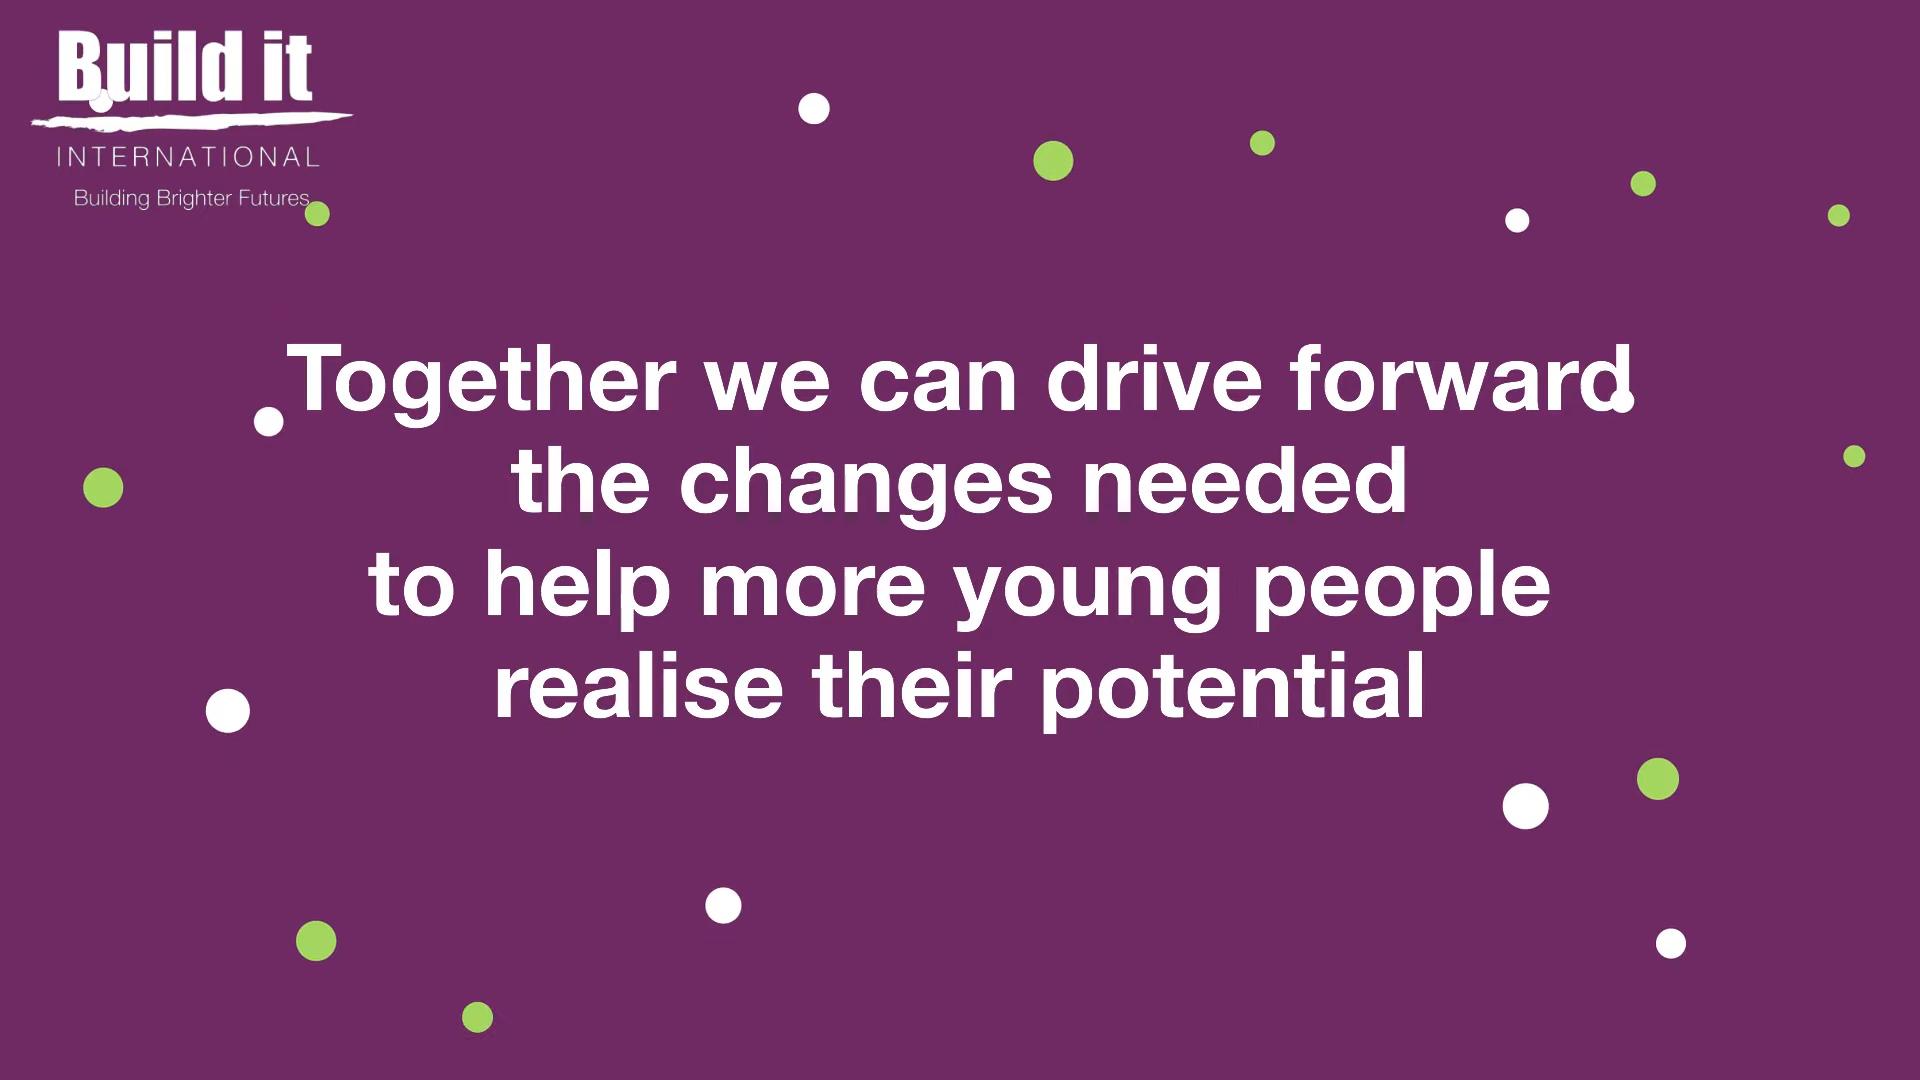 Build it
INTERNATIONAL
Building Brighter Futures
Together we can drive forward
the changes needed
to help more young people
realise their potential